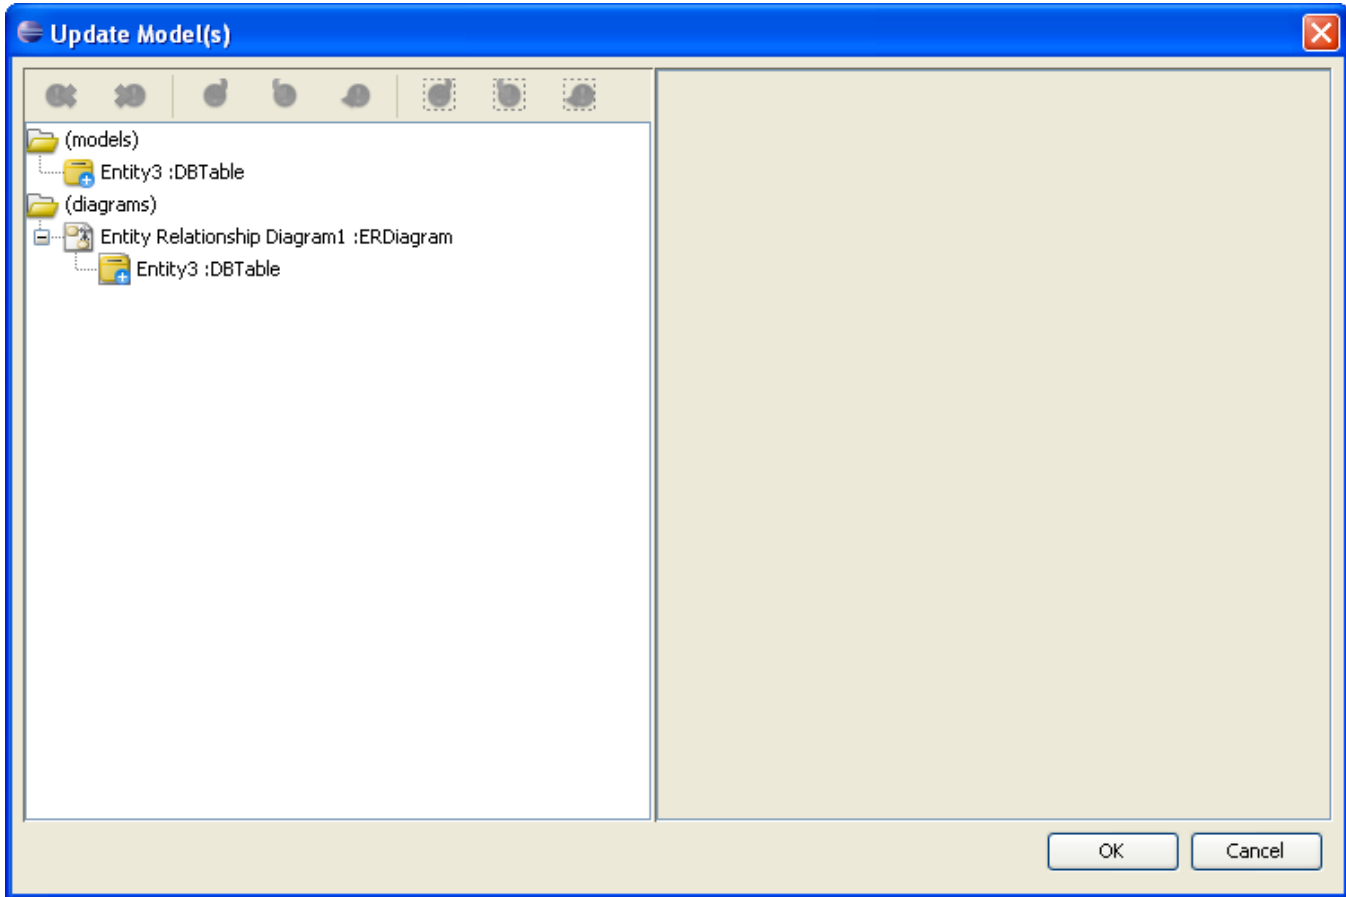 Update Model(s)
(models)
Entity3 :DBTable
(diagrams)
Entity Relationship Diagram1 :ERDiagram
Entity3 :DBTable
OK Cancel